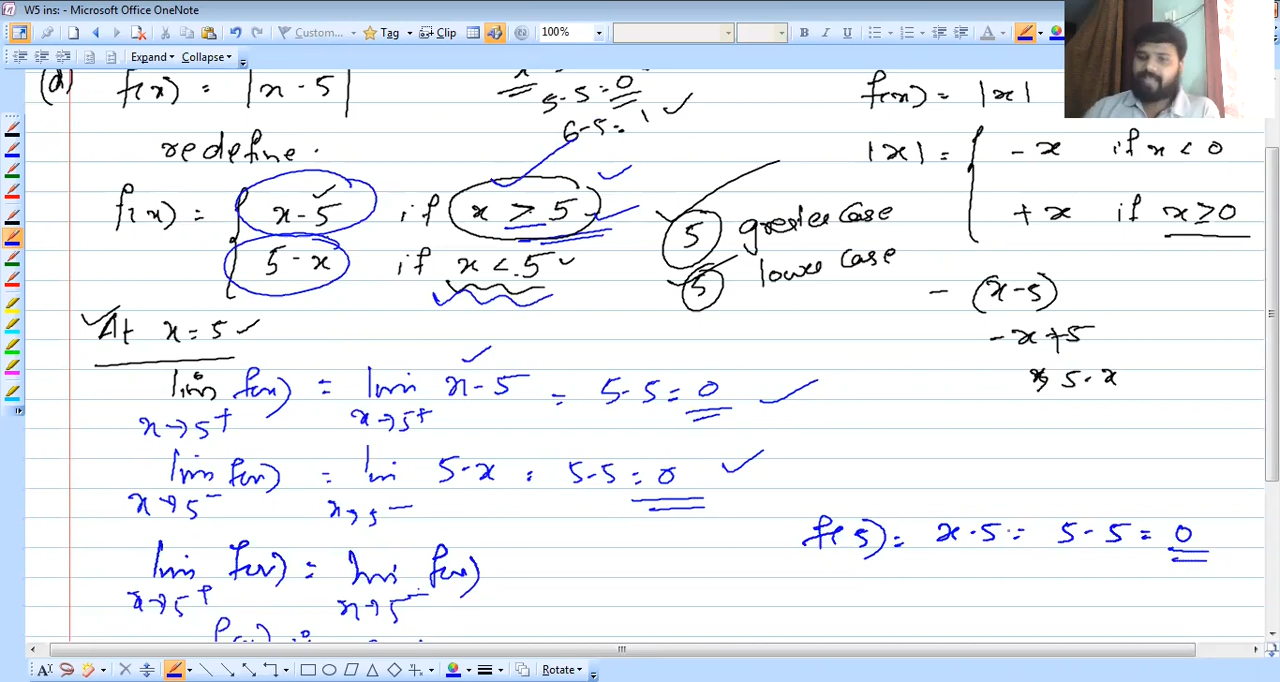 W5 ins: - Microsoft Office OneNote
Custom... Tag Clip 100% B I U A
Expand Collapse
(d) f(x) = |x - 5|
5-5=0
6-5=1
f(x) = |x|
redefine.
|x| = { -x if x < 0
+x if x ≥ 0
f(x) = { x-5 if x ≥ 5
5-x if x < 5
5 greater case
5 lower case
- (x-5)
-x+5
5-x
At x = 5
lim x→5+ f(x) = lim x→5+ x-5 = 5-5 = 0
lim x→5- f(x) = lim x→5- 5-x = 5-5 = 0
f(5) = x-5 = 5-5 = 0
lim x→5+ f(x) = lim x→5- f(x)
A Rotate